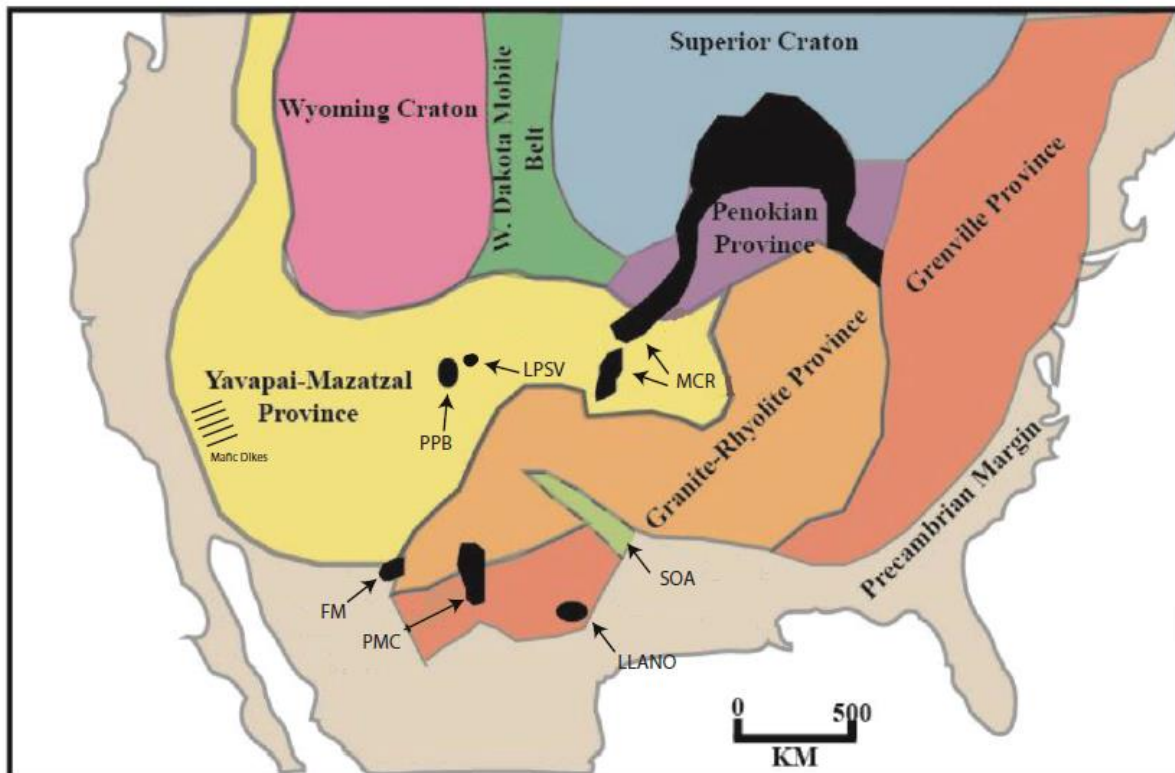 Superior Craton
Wyoming Craton
W. Dakota Mobile
Belt
Penokian
Province
Grenville Province
LPSV
MCR
Yavapai-Mazatzal
Province
PPB
Mafic Dikes
Granite-Rhyolite Province
Precambrian Margin
SOA
FM
PMC
LLANO
0 500
KM